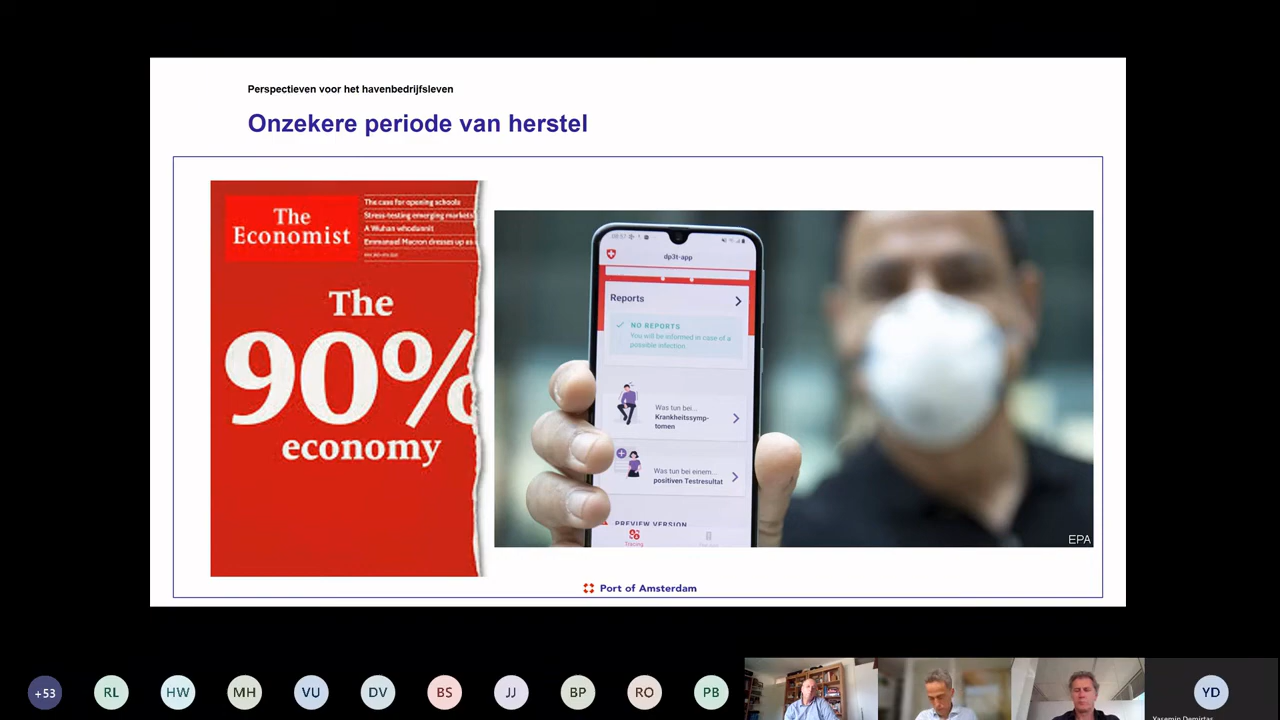 Perspectieven voor het havenbedrijfsleven
Onzekere periode van herstel
The
Economist
The case for opening schools
Stress-testing emerging markets
A Wuhan whodunnit
Emmanuel Macron dresses up as
The
90%
economy
dp3t-app
Reports
NO REPORTS
You will be informed in case of a
possible infection.
Was tun bei...
Krankheitssymp-
tomen
Was tun bei einem...
positiven Testresultat
PREVIEW VERSION
Tracing
EPA
Port of Amsterdam
+53
RL
HW
MH
VU
DV
BS
JJ
BP
RO
PB
YD
Yasemin Demirtas